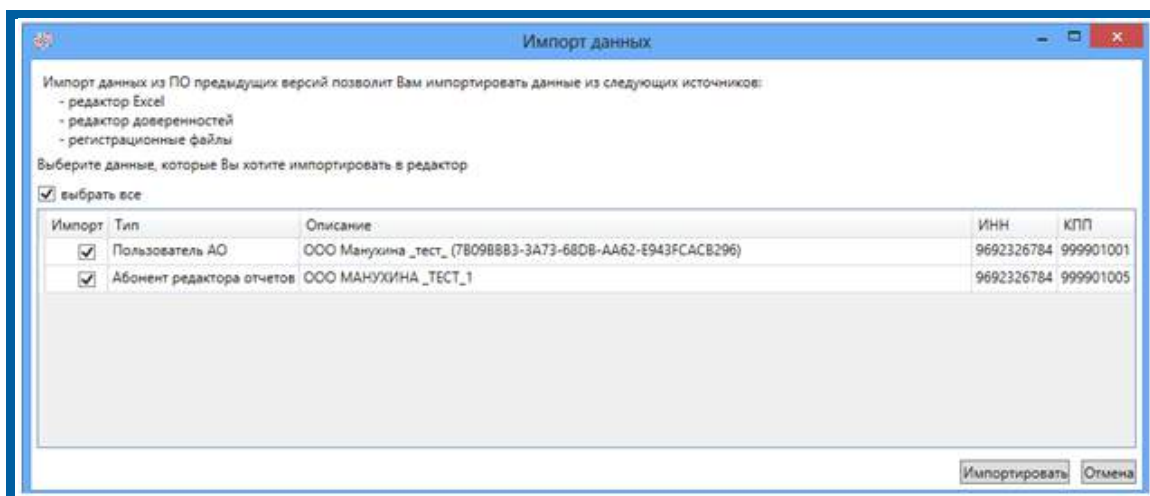 Импорт данных
Импорт данных из ПО предыдущих версий позволит Вам импортировать данные из следующих источников:
- редактор Excel
- редактор доверенностей
- регистрационные файлы
Выберите данные, которые Вы хотите импортировать в редактор
выбрать все
Импорт Тип Описание ИНН КПП
Пользователь АО ООО Манухина _тест_ (7B09BBB3-3A73-68DB-AA62-E943FCACB296) 9692326784 999901001
Абонент редактора отчетов ООО МАНУХИНА _ТЕСТ_1 9692326784 999901005
Импортировать Отмена